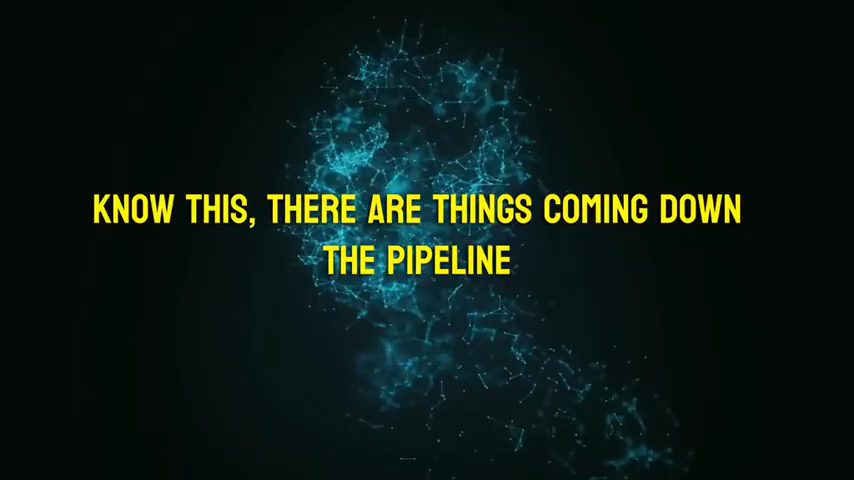 KNOW THIS, THERE ARE THINGS COMING DOWN
THE PIPELINE